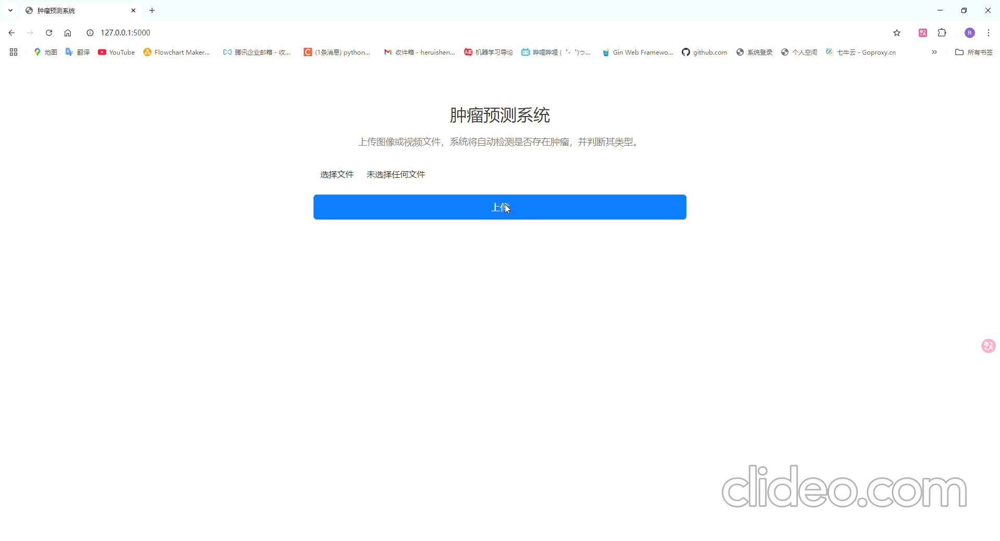 肿瘤预测系统
127.0.0.1:5000
R
地图 翻译 YouTube Flowchart Maker... 腾讯企业邮箱 - 收... (1条消息) python... 收件箱 - heruishen... 机器学习导论 哔哩哔哩 ( ゜- ゜)つ... Gin Web Framewo... github.com 系统登录 个人空间 七牛云 - Goproxy.cn 所有书签
肿瘤预测系统
上传图像或视频文件，系统将自动检测是否存在肿瘤，并判断其类型。
选择文件 未选择任何文件
上传
clideo.com